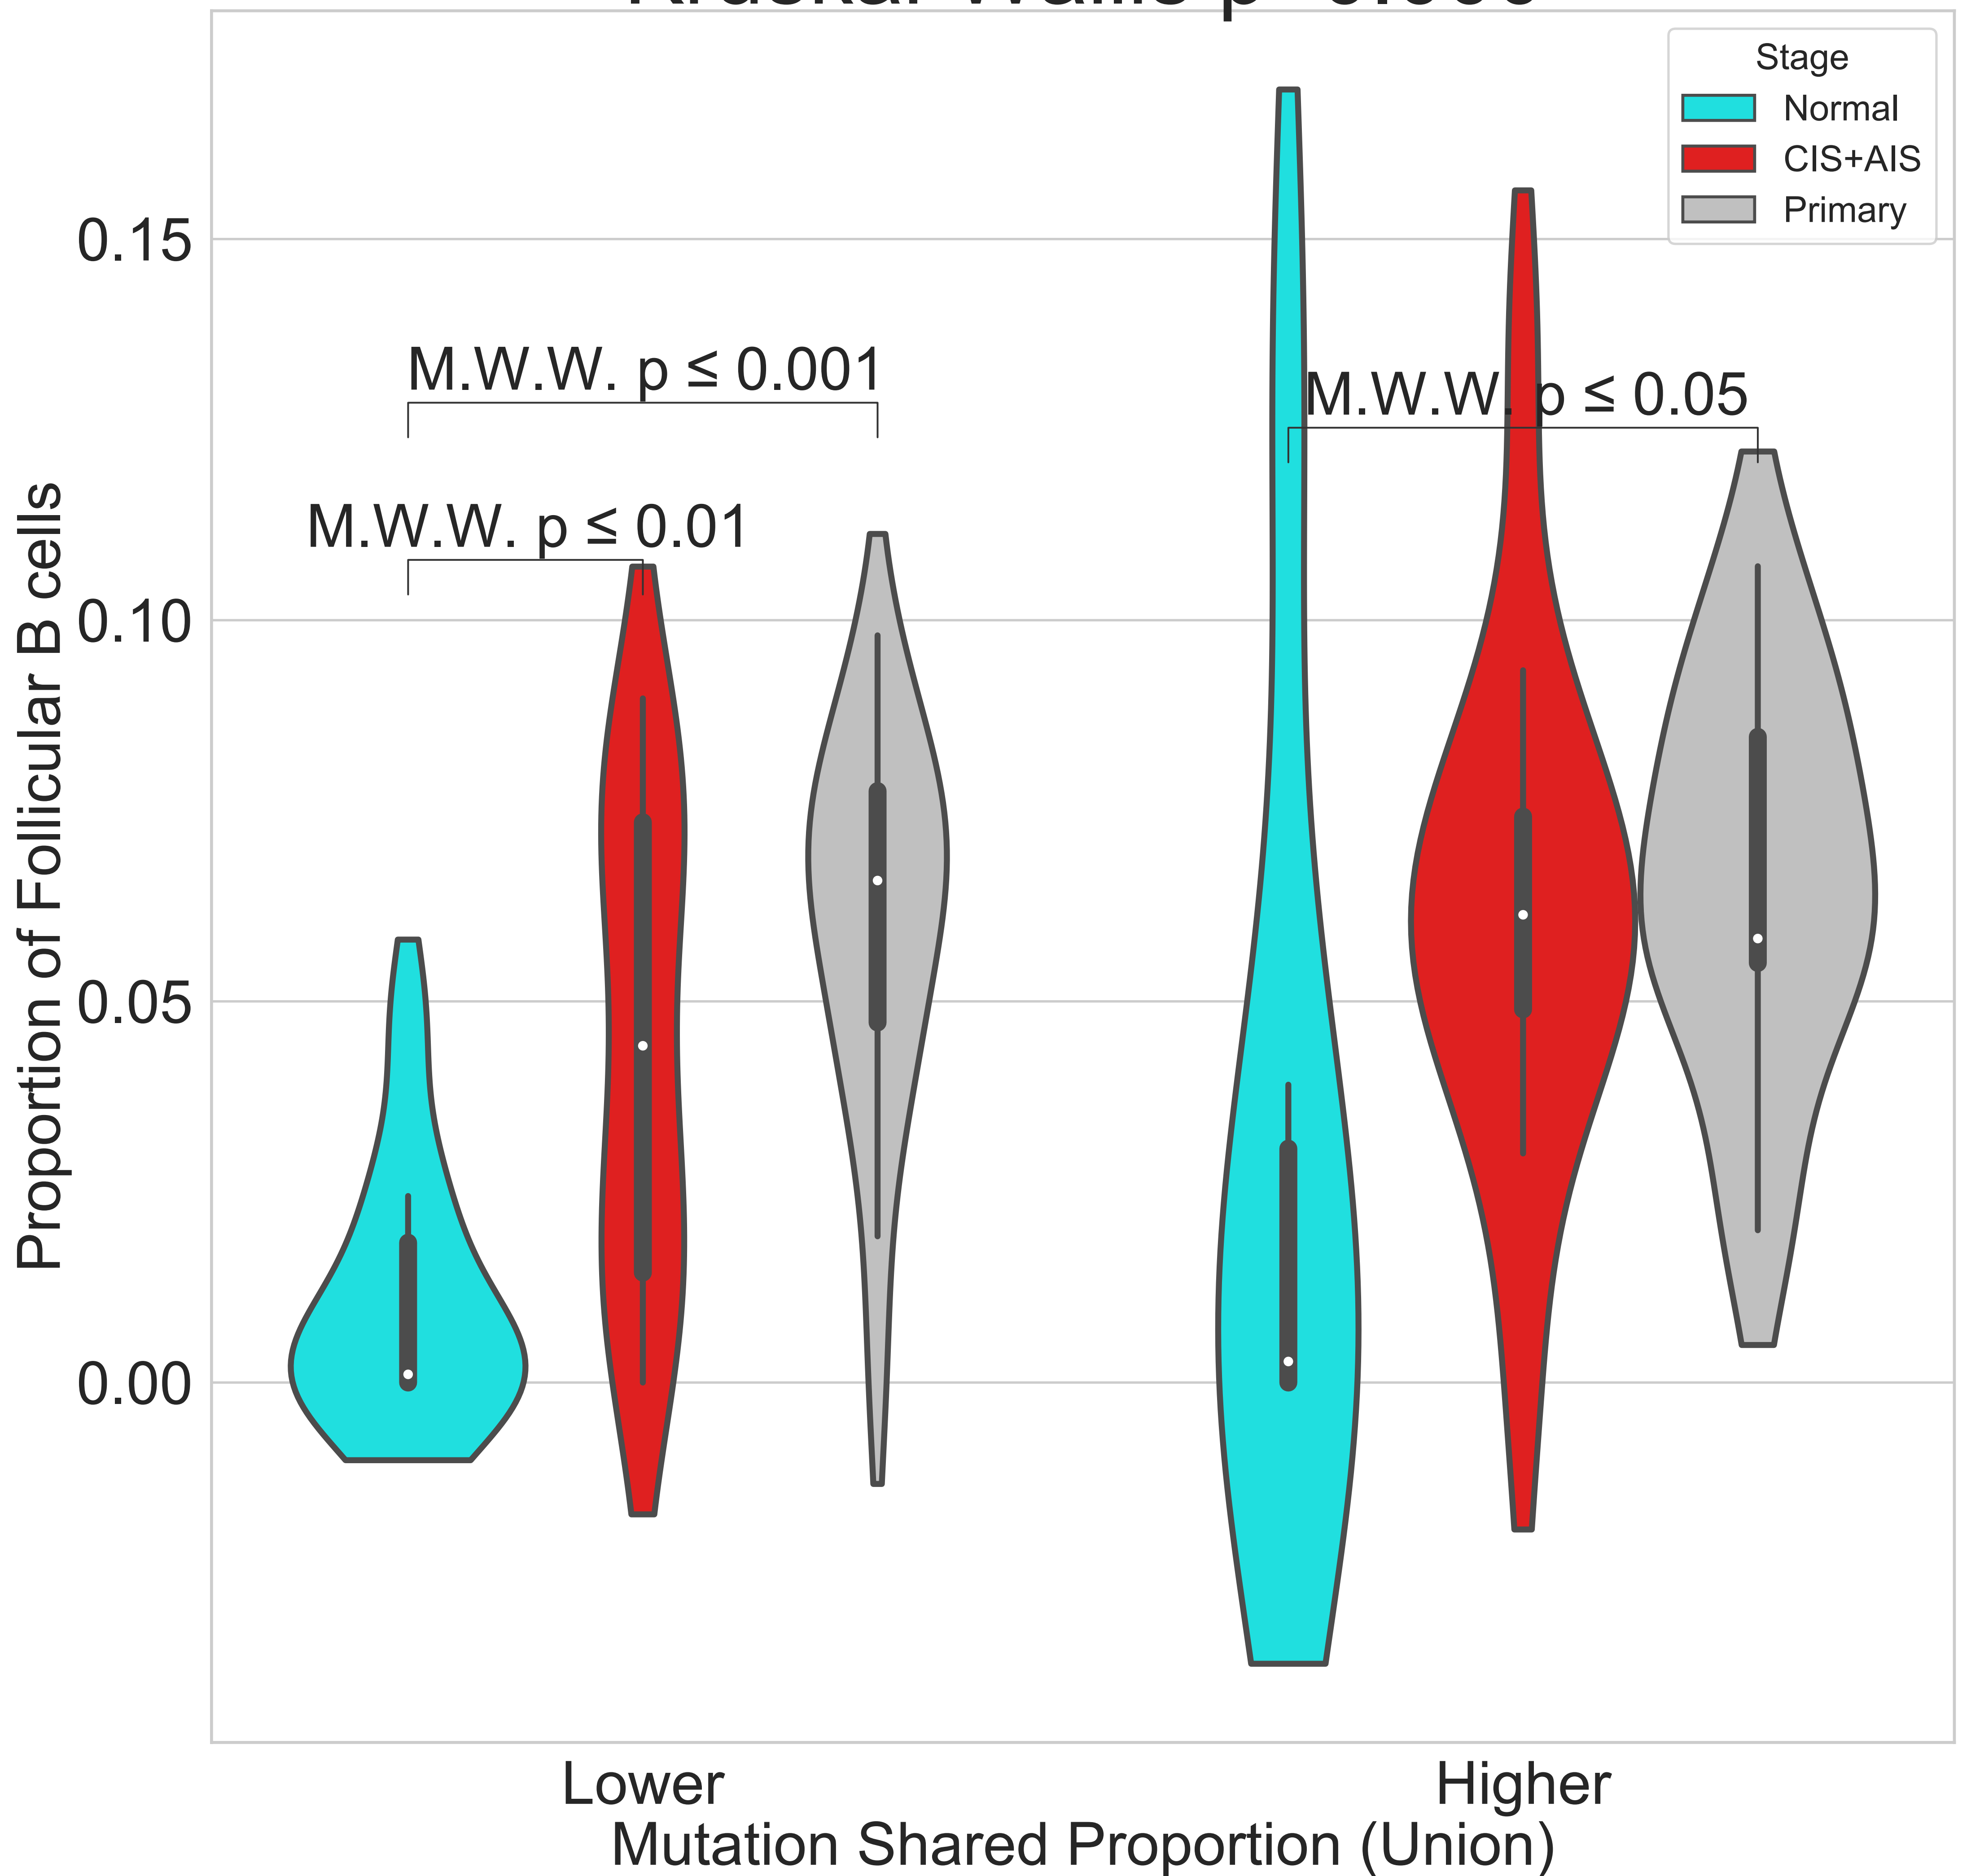 Stage
Normal
CIS+AIS
Primary
0.15
0.10
0.05
0.00
M.W.W. p ≤ 0.001
M.W.W. p ≤ 0.05
M.W.W. p ≤ 0.01
Proportion of Follicular B cells
Lower
Higher
Mutation Shared Proportion (Union)